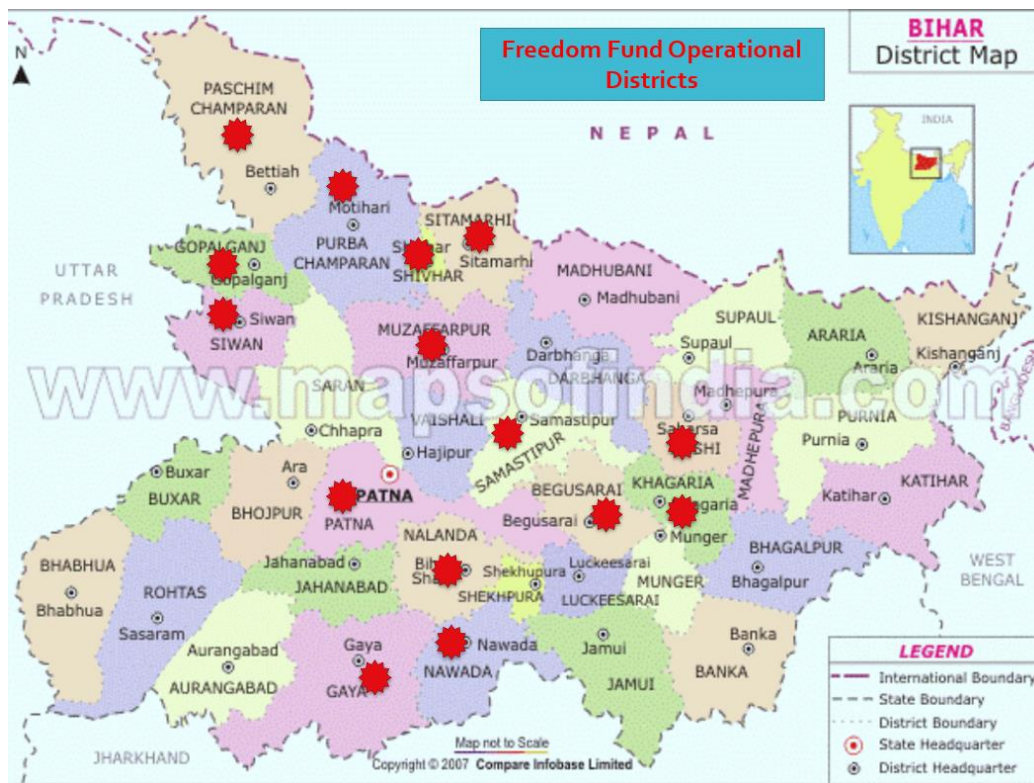 Freedom Fund Operational
Districts
BIHAR
District Map
N
NEPAL
INDIA
UTTAR
PRADESH
PASCHIM
CHAMPARAN
Bettiah
Motihari
PURBA
CHAMPARAN
SITAMARHI
Sitamarhi
SHIVHAR
GOPALGANJ
Gopalganj
Siwan
SIWAN
MADHUBANI
Madhubani
MUZAFFARPUR
Muzaffarpur
Darbhanga
DARBHANGA
SUPAUL
Supaul
ARARIA
Araria
KISHANGANJ
Kishanganj
www.mapsofindia.com
SARAN
Chhapra
VAISHALI
Hajipur
Samastipur
SAMASTIPUR
Madhepura
MADHEPURA
PURNIA
Purnia
KATIHAR
Katihar
Buxar
BUXAR
Ara
BHOJPUR
PATNA
PATNA
BEGUSARAI
Begusarai
KHAGARIA
Munger
MUNGER
BHAGALPUR
Bhagalpur
WEST
BENGAL
BHABHUA
Bhabhua
ROHTAS
Sasaram
Jahanabad
JAHANABAD
NALANDA
Shekhupura
SHEKHPURA
Luckeesarai
LUCKEESARAI
Aurangabad
AURANGABAD
Gaya
GAYA
Nawada
NAWADA
Jamui
JAMUI
Banka
BANKA
JHARKHAND
Map not to Scale
Copyright © 2007 Compare Infobase Limited
LEGEND
International Boundary
State Boundary
District Boundary
State Headquarter
District Headquarter